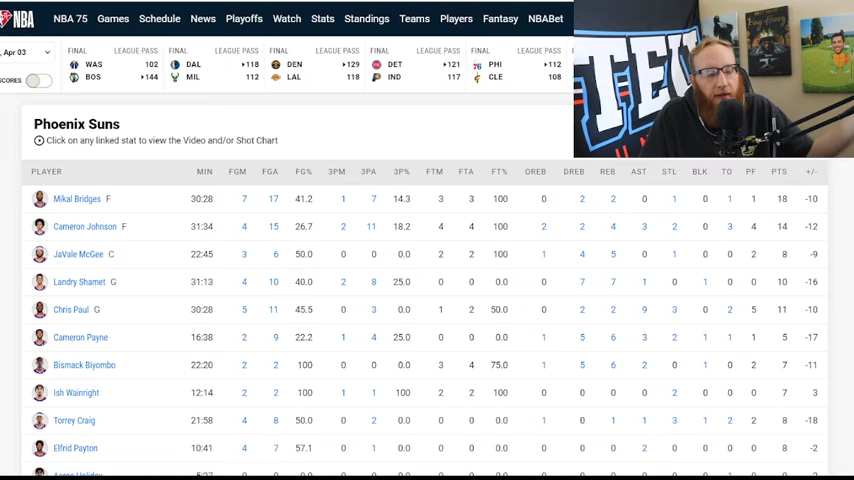 NBA NBA 75 Games Schedule News Playoffs Watch Stats Standings Teams Players Fantasy NBABet
, Apr 03
SCORES
FINAL LEAGUE PASS
WAS 102
BOS 144
FINAL LEAGUE PASS
DAL 118
MIL 112
FINAL LEAGUE PASS
DEN 129
LAL 118
FINAL LEAGUE PASS
DET 121
IND 117
FINAL LEAGUE PASS
PHI 112
CLE 108
Phoenix Suns
Click on any linked stat to view the Video and/or Shot Chart
PLAYER MIN FGM FGA FG% 3PM 3PA 3P% FTM FTA FT% OREB DREB REB AST STL BLK TO PF PTS +/-
Mikal Bridges F 30:28 7 17 41.2 1 7 14.3 3 3 100 0 2 2 0 1 0 1 1 18 -10
Cameron Johnson F 31:34 4 15 26.7 2 11 18.2 4 4 100 2 2 4 3 2 0 3 4 14 -12
JaVale McGee C 22:45 3 6 50.0 0 0 0.0 2 2 100 1 4 5 0 1 0 0 2 8 -9
Landry Shamet G 31:13 4 10 40.0 2 8 25.0 0 0 0.0 0 7 7 1 0 1 0 0 10 -16
Chris Paul G 30:28 5 11 45.5 0 3 0.0 1 2 50.0 0 2 2 9 3 0 2 5 11 -10
Cameron Payne 16:38 2 9 22.2 1 4 25.0 0 0 0.0 1 5 6 3 2 1 1 1 5 -17
Bismack Biyombo 22:20 2 2 100 0 0 0.0 3 4 75.0 1 5 6 2 0 1 0 2 7 -11
Ish Wainright 12:14 2 2 100 1 1 100 2 2 100 0 0 0 0 2 0 0 0 7 3
Torrey Craig 21:58 4 8 50.0 0 2 0.0 0 0 0.0 1 0 1 1 3 1 2 2 8 -18
Elfrid Payton 10:41 4 7 57.1 0 1 0.0 0 0 0.0 0 0 0 2 0 0 0 0 8 -2